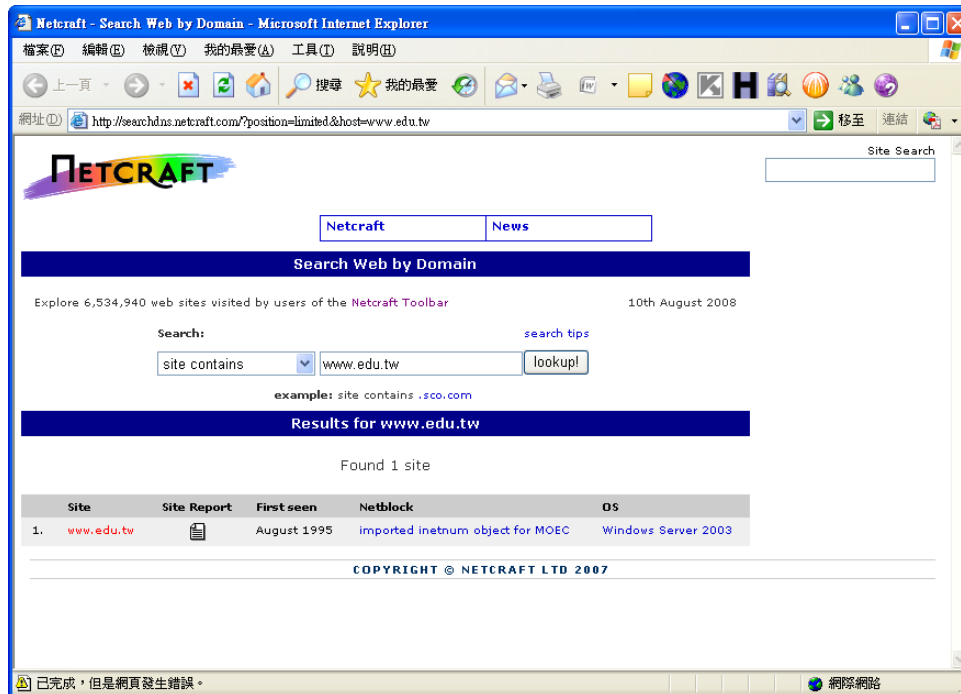 Netcraft - Search Web by Domain - Microsoft Internet Explorer
檔案(F) 編輯(E) 檢視(V) 我的最愛(A) 工具(T) 說明(H)
上一頁 搜尋 我的最愛
網址(D) http://searchdns.netcraft.com/?position=limited&host=www.edu.tw 移至 連結
NETCRAFT
Site Search
Netcraft News
Search Web by Domain
Explore 6,534,940 web sites visited by users of the Netcraft Toolbar 10th August 2008
Search: search tips
site contains www.edu.tw lookup!
example: site contains .sco.com
Results for www.edu.tw
Found 1 site
Site Site Report First seen Netblock OS
1. www.edu.tw August 1995 imported inetnum object for MOEC Windows Server 2003
COPYRIGHT © NETCRAFT LTD 2007
已完成，但是網頁發生錯誤。 網際網路